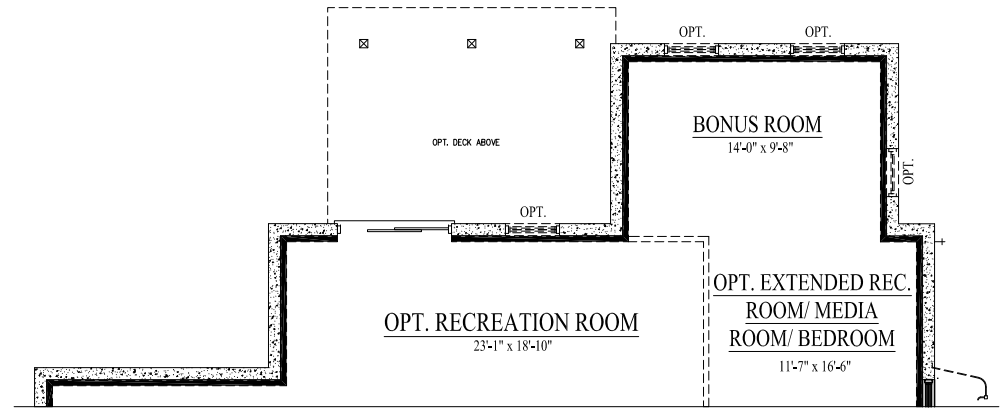 OPT.
OPT.
BONUS ROOM
14'-0" x 9'-8"
OPT. DECK ABOVE
OPT.
OPT.
OPT. EXTENDED REC.
ROOM/ MEDIA
ROOM/ BEDROOM
11'-7" x 16'-6"
OPT. RECREATION ROOM
23'-1" x 18'-10"